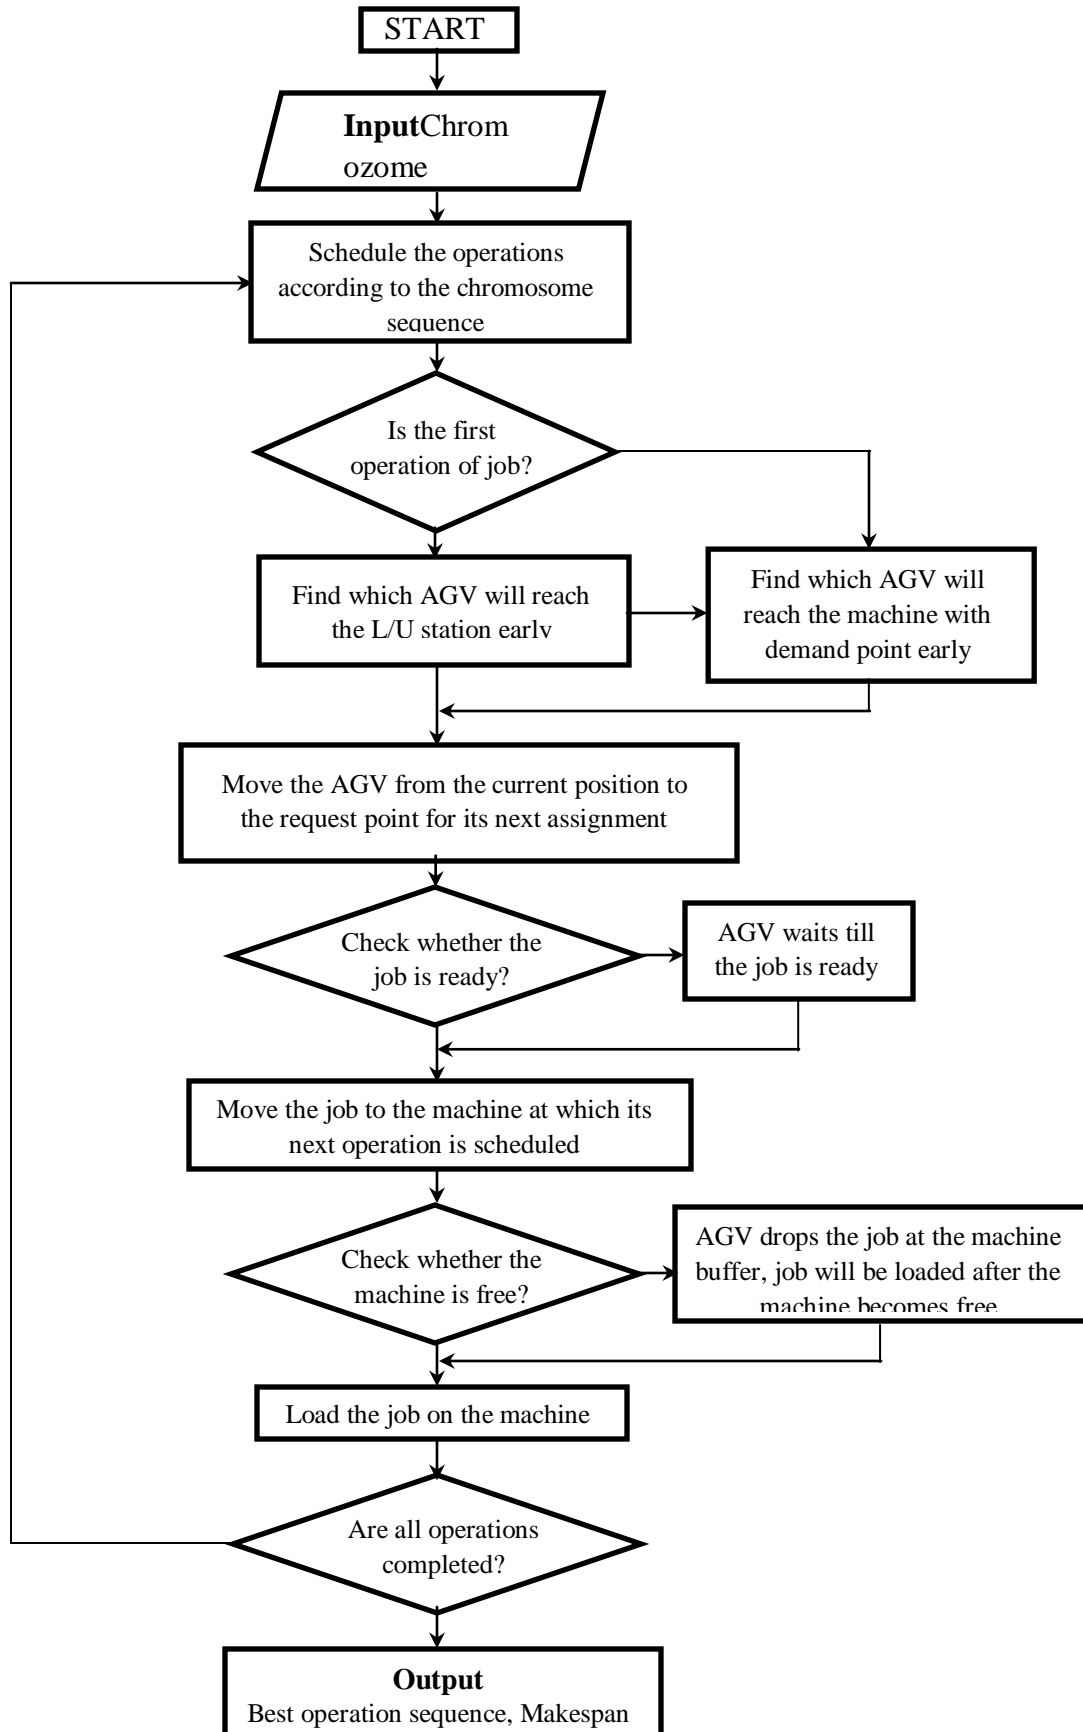 START
InputChrom
ozome
Schedule the operations
according to the chromosome
sequence
Is the first
operation of job?
Find which AGV will reach
the L/U station early
Find which AGV will
reach the machine with
demand point early
Move the AGV from the current position to
the request point for its next assignment
Check whether the
job is ready?
AGV waits till
the job is ready
Move the job to the machine at which its
next operation is scheduled
Check whether the
machine is free?
AGV drops the job at the machine
buffer, job will be loaded after the
machine becomes free
Load the job on the machine
Are all operations
completed?
Output
Best operation sequence, Makespan